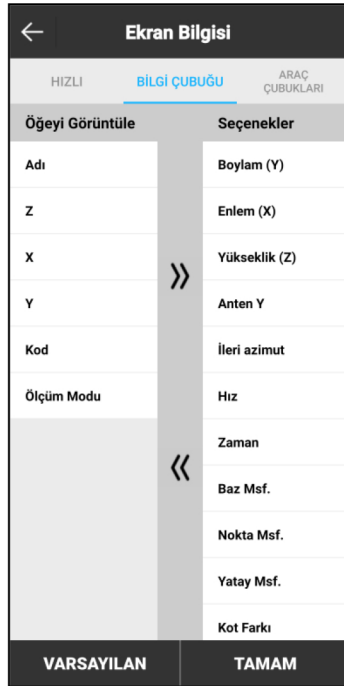 Ekran Bilgisi
HIZLI
BİLGİ ÇUBUĞU
ARAÇ
ÇUBUKLARI
Öğeyi Görüntüle
Adı
Z
X
Y
Kod
Ölçüm Modu
Seçenekler
Boylam (Y)
Enlem (X)
Yükseklik (Z)
Anten Y
İleri azimut
Hız
Zaman
Baz Msf.
Nokta Msf.
Yatay Msf.
Kot Farkı
VARSAYILAN
TAMAM